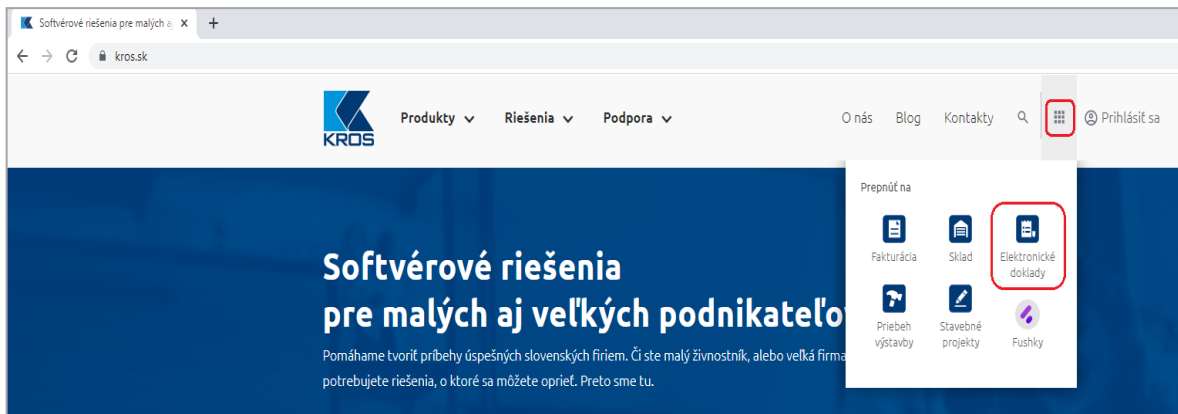 Softvérové riešenia pre malých aj
kros.sk
KROS
Produkty
Riešenia
Podpora
O nás
Blog
Kontakty
Prihlásiť sa
Prepnúť na
Fakturácia
Sklad
Elektronické
doklady
Priebeh
výstavby
Stavebné
projekty
Fushky
Softvérové riešenia
pre malých aj veľkých podnikateľo
Pomáhame tvoriť príbehy úspešných slovenských firiem. Či ste malý živnostník, alebo veľká firma
potrebujete riešenia, o ktoré sa môžete oprieť. Preto sme tu.